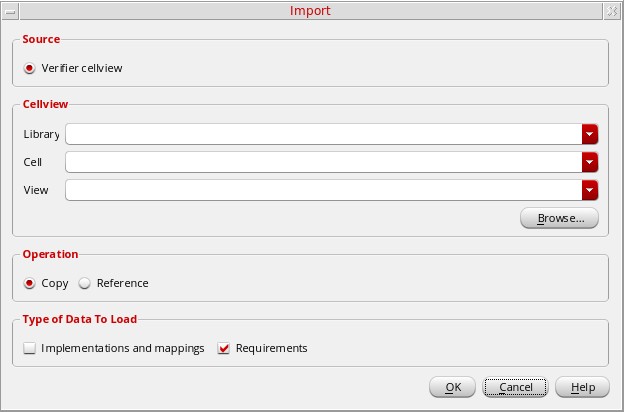 Import
Source
Verifier cellview
Cellview
Library
Cell
View
Browse...
Operation
Copy Reference
Type of Data To Load
Implementations and mappings Requirements
OK Cancel Help